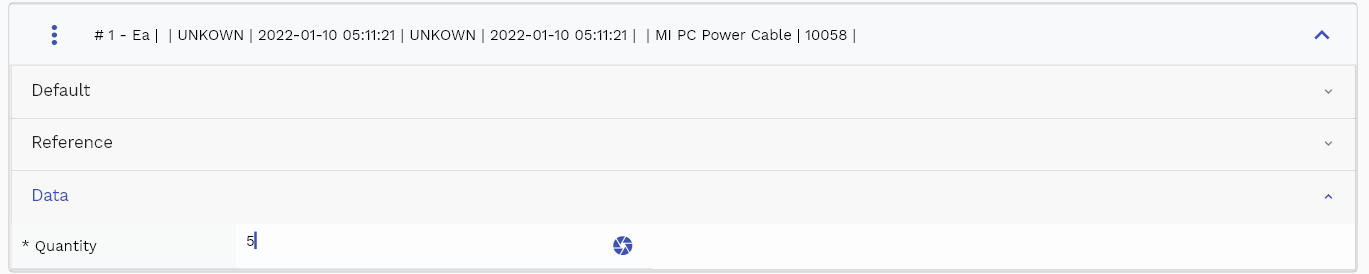 # 1 - Ea | | UNKOWN | 2022-01-10 05:11:21 | UNKOWN | 2022-01-10 05:11:21 | | MI PC Power Cable | 10058 |
Default
Reference
Data
* Quantity 5